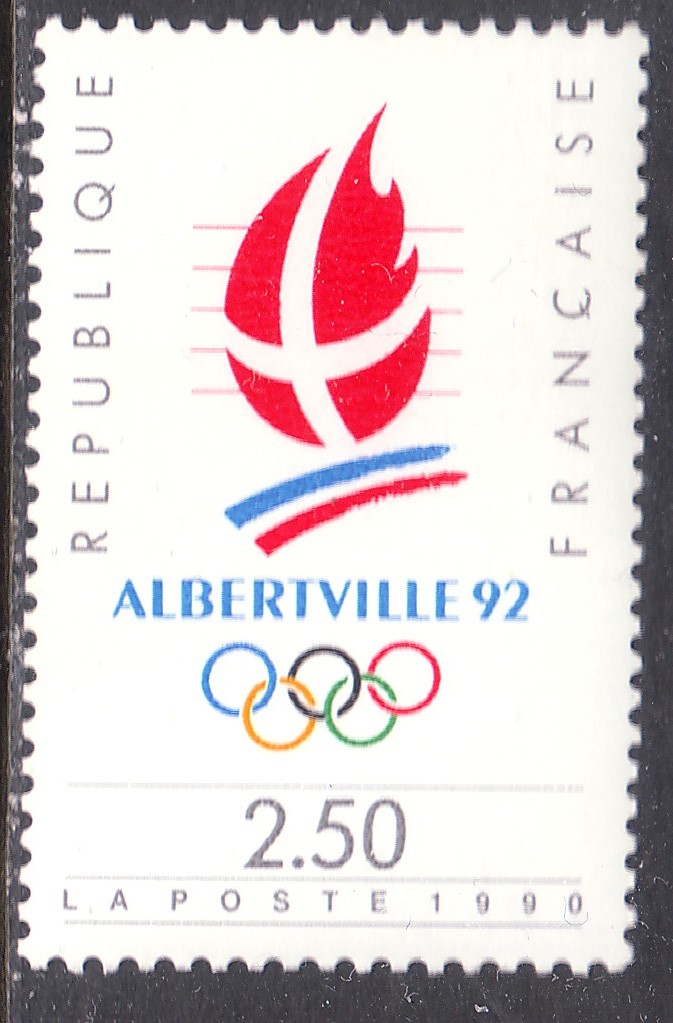 REPUBLIQUE
FRANÇAISE
ALBERTVILLE 92
2.50
LA POSTE 1990